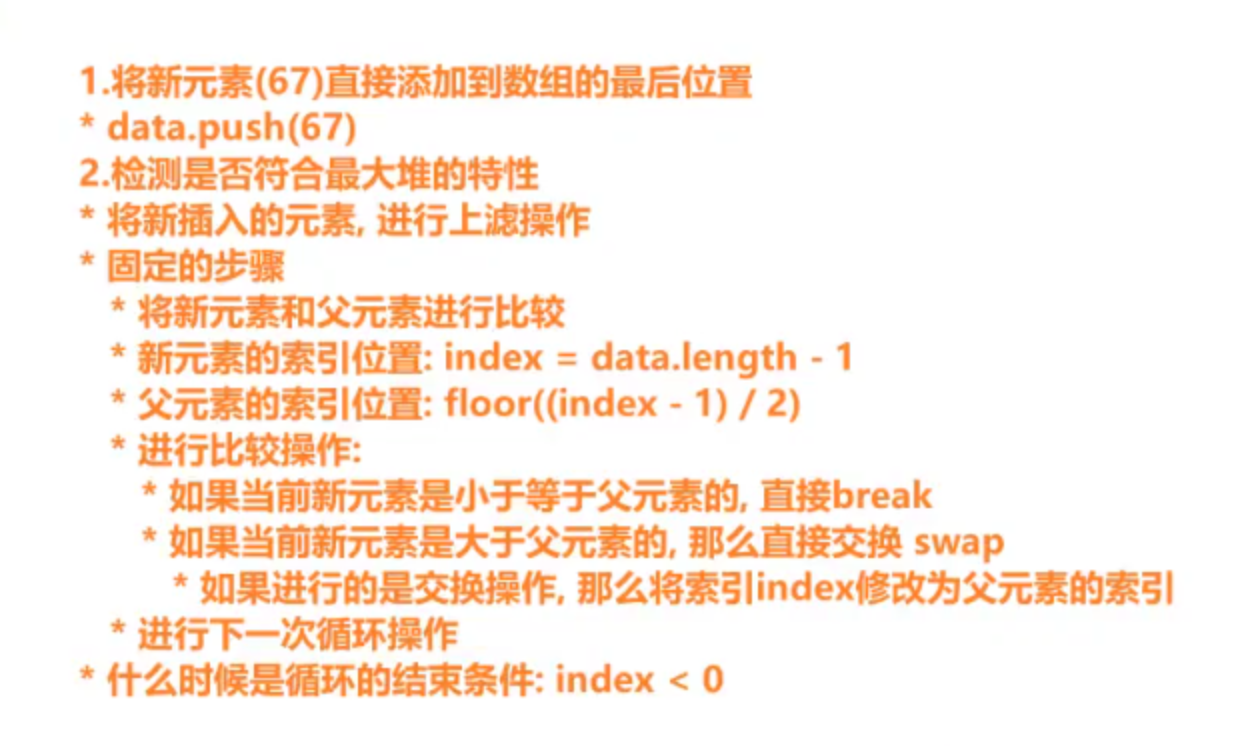 1.将新元素(67)直接添加到数组的最后位置
* data.push(67)
2.检测是否符合最大堆的特性
* 将新插入的元素, 进行上滤操作
* 固定的步骤
* 将新元素和父元素进行比较
* 新元素的索引位置: index = data.length - 1
* 父元素的索引位置: floor((index - 1) / 2)
* 进行比较操作:
* 如果当前新元素是小于等于父元素的, 直接break
* 如果当前新元素是大于父元素的, 那么直接交换 swap
* 如果进行的是交换操作, 那么将索引index修改为父元素的索引
* 进行下一次循环操作
* 什么时候是循环的结束条件: index < 0